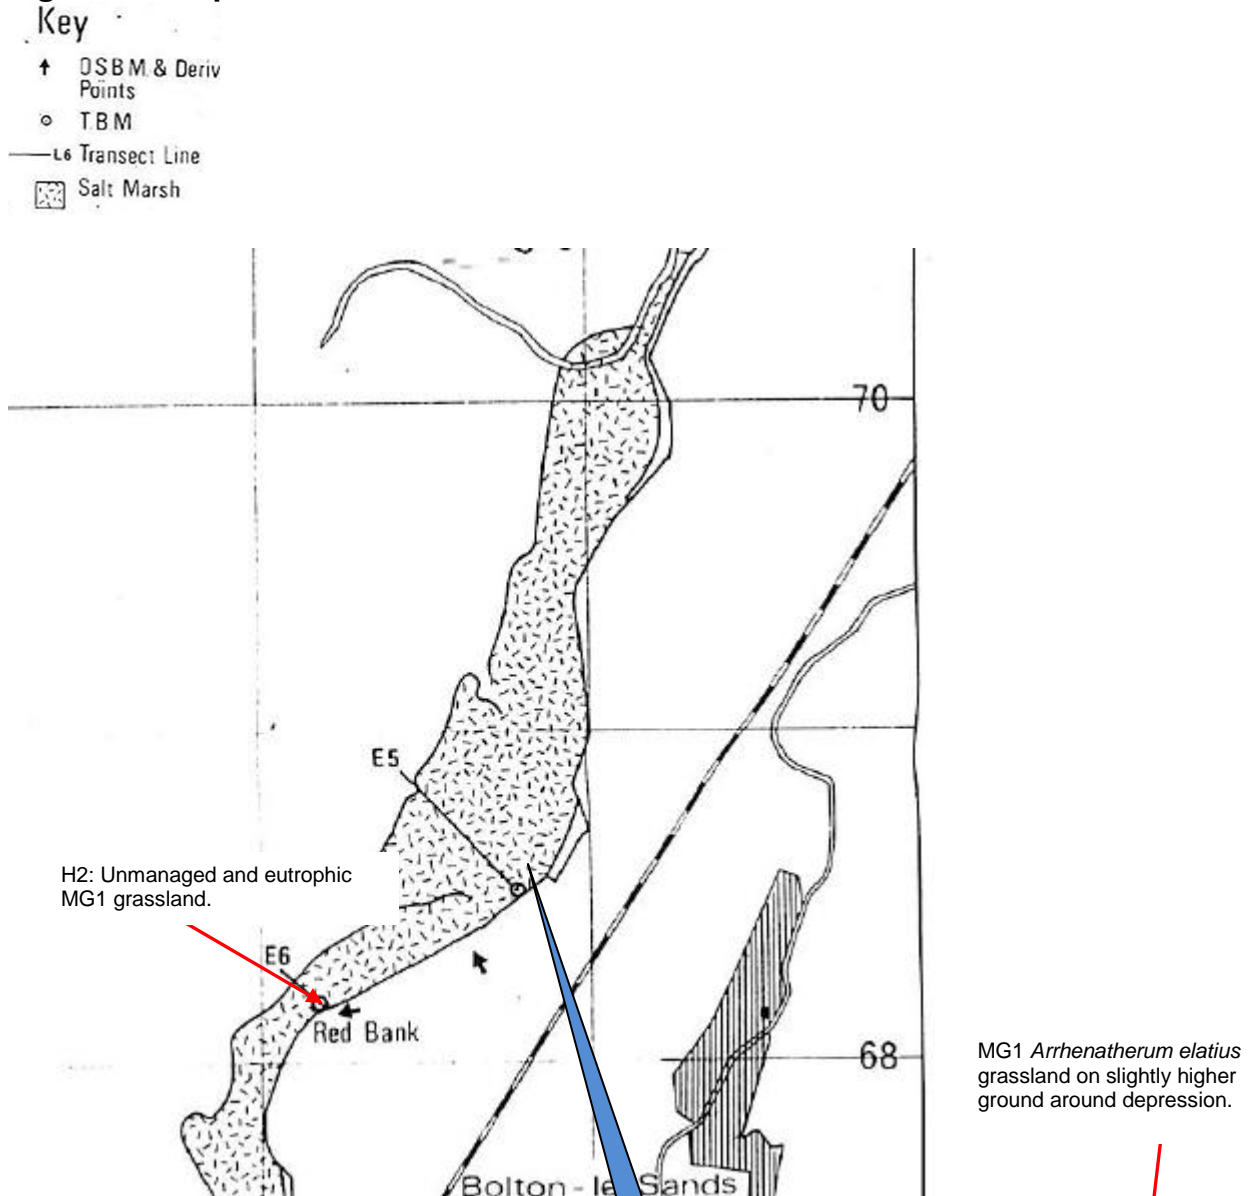 Key
OSBM & Deriv
Points
TBM
L6 Transect Line
Salt Marsh
70
E5
H2: Unmanaged and eutrophic
MG1 grassland.
E6
Red Bank
68
MG1 Arrhenatherum elatius
grassland on slightly higher
ground around depression.
Bolton-le Sands